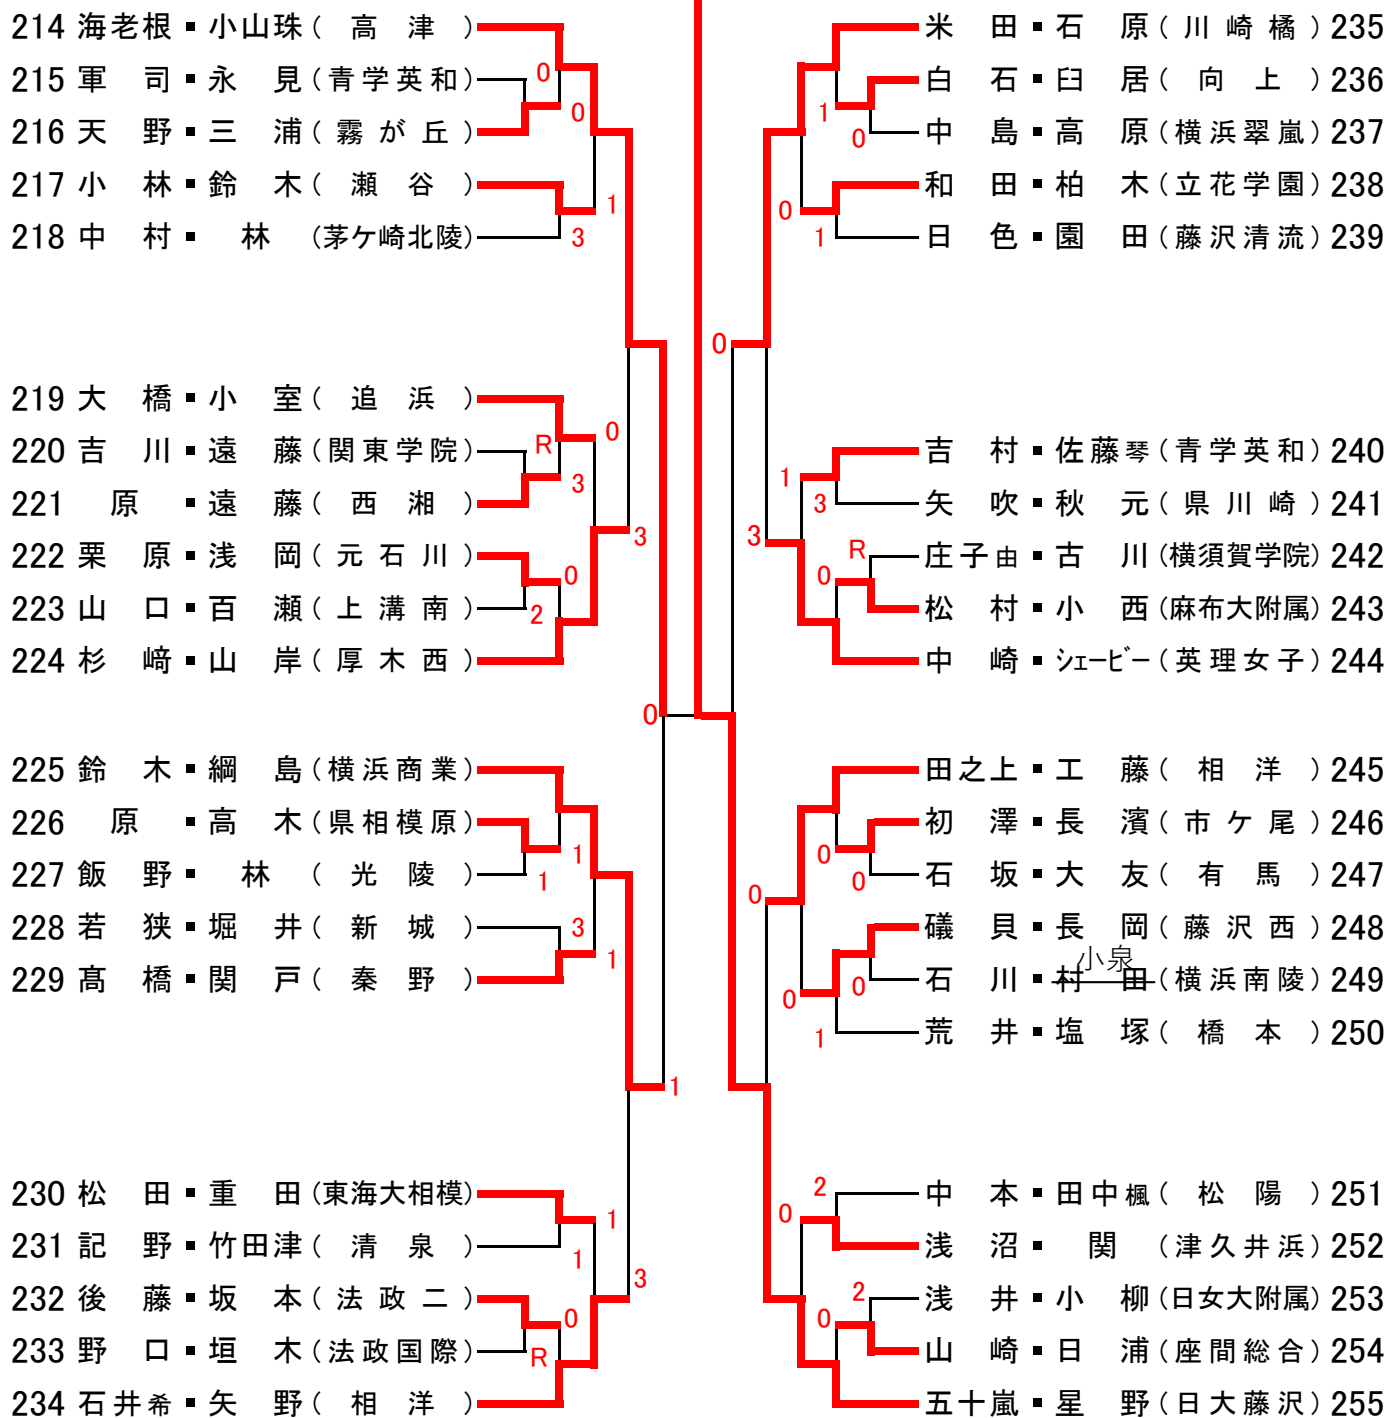 214 海老根・小山珠(高津)
0
215 軍司・永見(青学英和)
0
216 天野・三浦(霧が丘)
217 小林・鈴木(瀬谷)
1
218 中村・林(茅ケ崎北陵)
3
219 大橋・小室(追浜)
0
220 吉川・遠藤(関東学院)
R
3
221 原・遠藤(西湘)
3
222 栗原・浅岡(元石川)
0
223 山口・百瀬(上溝南)
2
224 杉﨑・山岸(厚木西)
0
225 鈴木・綱島(横浜商業)
226 原・高木(県相模原)
1
227 飯野・林(光陵)
1
228 若狭・堀井(新城)
3
1
229 髙橋・関戸(秦野)
1
230 松田・重田(東海大相模)
1
231 記野・竹田津(清泉)
1
3
232 後藤・坂本(法政二)
0
233 野口・垣木(法政国際)
R
234 石井希・矢野(相洋)
米田・石原(川崎橘)235
白石・臼居(向上)236
1
中島・高原(横浜翠嵐)237
0
和田・柏木(立花学園)238
0
日色・園田(藤沢清流)239
1
0
吉村・佐藤琴(青学英和)240
1
矢吹・秋元(県川崎)241
3
3
庄子由・古川(横須賀学院)242
R
0
松村・小西(麻布大附属)243
中崎・シェービー(英理女子)244
田之上・工藤(相洋)245
初澤・長濱(市ケ尾)246
0
石坂・大友(有馬)247
0
0
礒貝・長岡(藤沢西)248
小泉
石川・村田(横浜南陵)249
0
0
荒井・塩塚(橋本)250
1
中本・田中楓(松陽)251
2
0
浅沼・関(津久井浜)252
浅井・小柳(日女大附属)253
2
0
山崎・日浦(座間総合)254
五十嵐・星野(日大藤沢)255